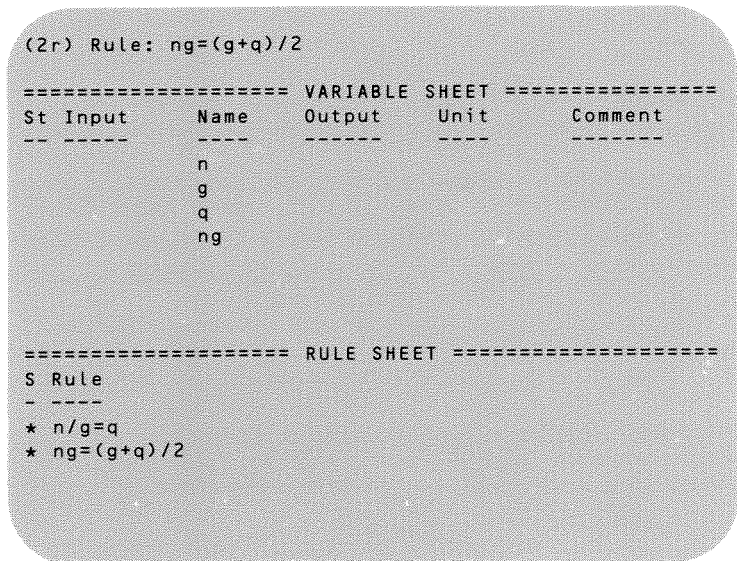 (2r) Rule: ng=(g+q)/2
==================== VARIABLE SHEET ================
St Input Name Output Unit Comment
-- ----- ---- ------ ---- -------
n
g
q
ng
==================== RULE SHEET ====================
S Rule
- ----
* n/g=q
* ng=(g+q)/2